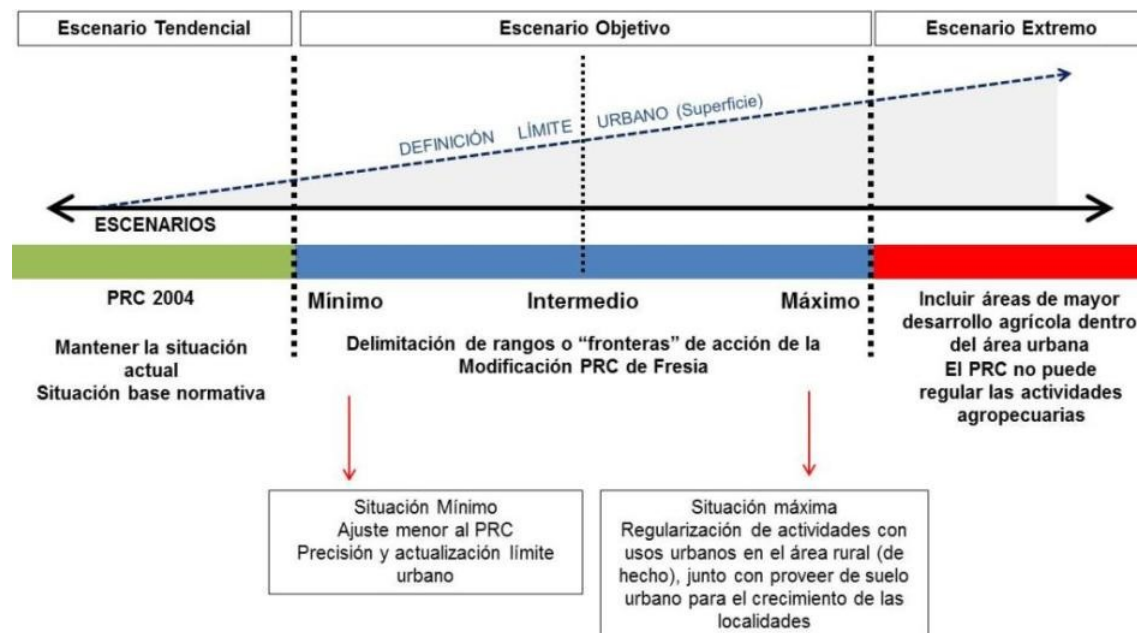 Escenario Tendencial
Escenario Objetivo
Escenario Extremo
DEFINICIÓN LÍMITE URBANO (Superficie)
ESCENARIOS
PRC 2004
Mantener la situación
actual
Situación base normativa
Mínimo
Intermedio
Máximo
Delimitación de rangos o “fronteras” de acción de la
Modificación PRC de Fresia
Incluir áreas de mayor
desarrollo agrícola dentro
del área urbana
El PRC no puede
regular las actividades
agropecuarias
Situación Mínimo
Ajuste menor al PRC
Precisión y actualización límite
urbano
Situación máxima
Regularización de actividades con
usos urbanos en el área rural (de
hecho), junto con proveer de suelo
urbano para el crecimiento de las
localidades